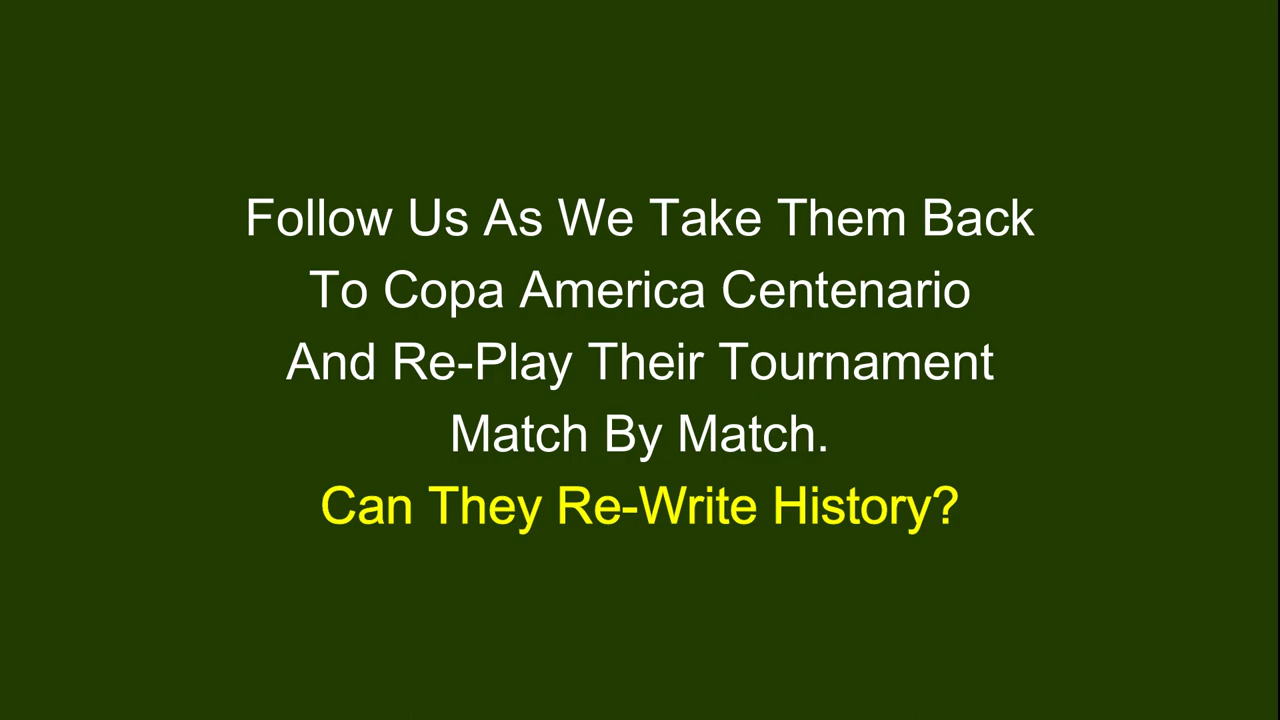 Follow Us As We Take Them Back
To Copa America Centenario
And Re-Play Their Tournament
Match By Match.
Can They Re-Write History?